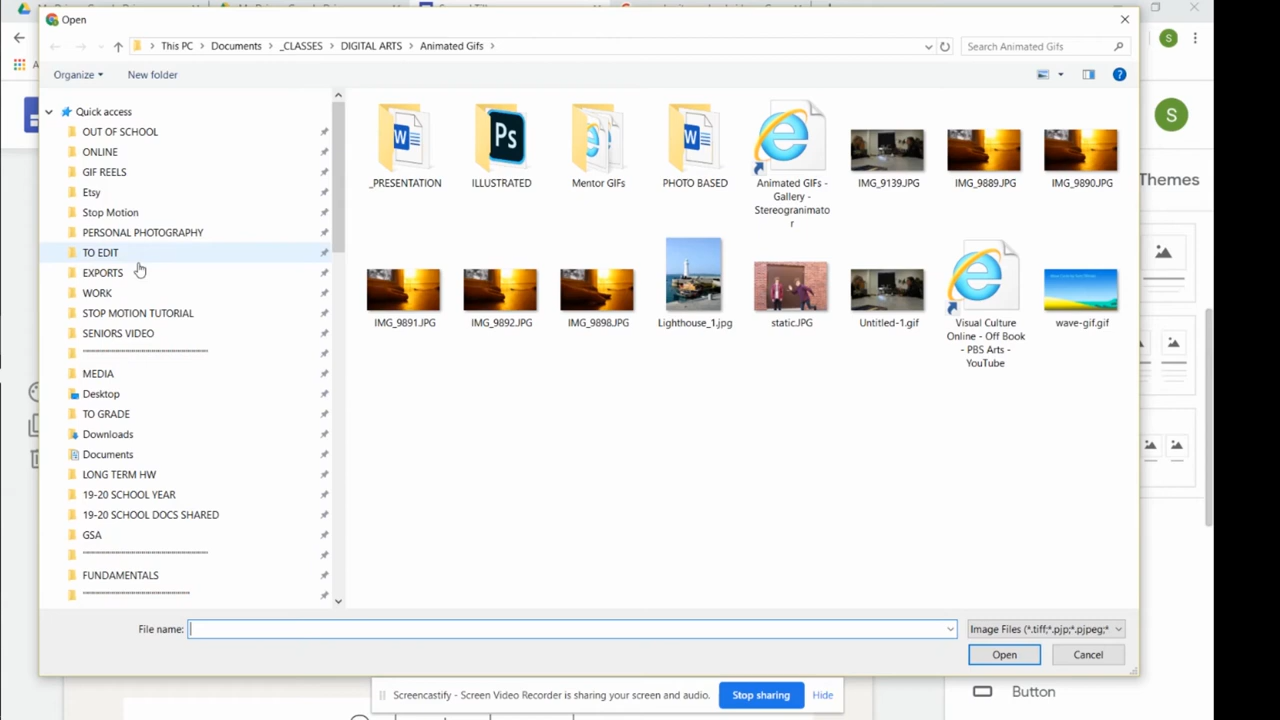 Open
This PC > Documents > _CLASSES > DIGITAL ARTS > Animated Gifs >
Search Animated Gifs
Organize
New folder
Quick access
OUT OF SCHOOL
ONLINE
GIF REELS
Etsy
Stop Motion
PERSONAL PHOTOGRAPHY
TO EDIT
EXPORTS
WORK
STOP MOTION TUTORIAL
SENIORS VIDEO
MEDIA
Desktop
TO GRADE
Downloads
Documents
LONG TERM HW
19-20 SCHOOL YEAR
19-20 SCHOOL DOCS SHARED
GSA
FUNDAMENTALS
_PRESENTATION
ILLUSTRATED
Mentor GIFs
PHOTO BASED
Animated GIFs -
Gallery -
Stereogranimato
r
IMG_9139.JPG
IMG_9889.JPG
IMG_9890.JPG
IMG_9891.JPG
IMG_9892.JPG
IMG_9898.JPG
Lighthouse_1.jpg
static.JPG
Untitled-1.gif
Visual Culture
Online - Off Book
- PBS Arts -
YouTube
wave-gif.gif
File name:
Image Files (*.tiff;*.pjp;*.pjpeg;*
Open
Cancel
Screencastify - Screen Video Recorder is sharing your screen and audio.
Stop sharing
Hide
Themes
Button
S
S
Ps